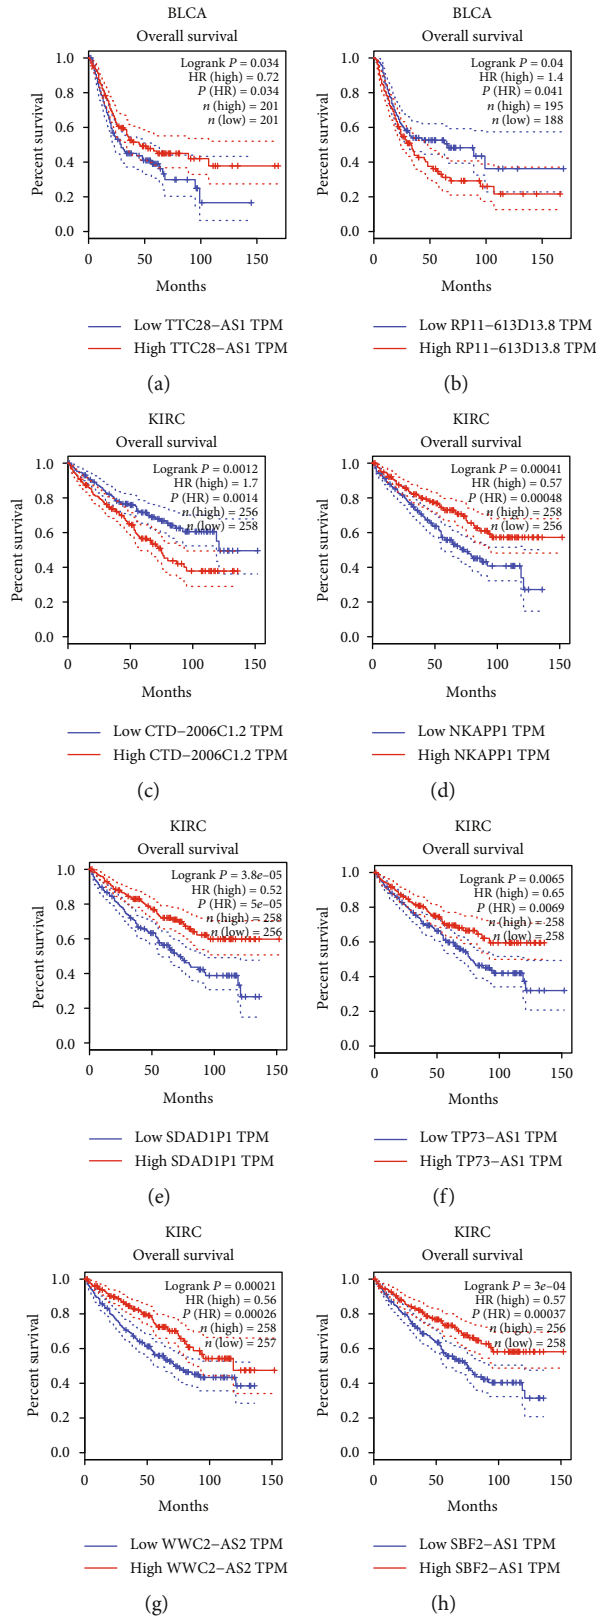 BLCA
Overall survival
Logrank P = 0.034
HR (high) = 0.72
P (HR) = 0.034
n (high) = 201
n (low) = 201
Percent survival
1.0
0.8
0.6
0.4
0.2
0.0
0 50 100 150
Months
Low TTC28−AS1 TPM
High TTC28−AS1 TPM
(a)
BLCA
Overall survival
Logrank P = 0.04
HR (high) = 1.4
P (HR) = 0.041
n (high) = 195
n (low) = 188
Percent survival
1.0
0.8
0.6
0.4
0.2
0.0
0 50 100 150
Months
Low RP11−613D13.8 TPM
High RP11−613D13.8 TPM
(b)
KIRC
Overall survival
Logrank P = 0.0012
HR (high) = 1.7
P (HR) = 0.0014
n (high) = 256
n (low) = 258
Percent survival
1.0
0.8
0.6
0.4
0.2
0.0
0 50 100 150
Months
Low CTD−2006C1.2 TPM
High CTD−2006C1.2 TPM
(c)
KIRC
Overall survival
Logrank P = 0.00041
HR (high) = 0.57
P (HR) = 0.00048
n (high) = 258
n (low) = 256
Percent survival
1.0
0.8
0.6
0.4
0.2
0.0
0 50 100 150
Months
Low NKAPP1 TPM
High NKAPP1 TPM
(d)
KIRC
Overall survival
Logrank P = 3.8e−05
HR (high) = 0.52
P (HR) = 5e−05
n (high) = 258
n (low) = 256
Percent survival
1.0
0.8
0.6
0.4
0.2
0.0
0 50 100 150
Months
Low SDAD1P1 TPM
High SDAD1P1 TPM
(e)
KIRC
Overall survival
Logrank P = 0.0065
HR (high) = 0.65
P (HR) = 0.0069
n (high) = 258
n (low) = 258
Percent survival
1.0
0.8
0.6
0.4
0.2
0.0
0 50 100 150
Months
Low TP73−AS1 TPM
High TP73−AS1 TPM
(f)
KIRC
Overall survival
Logrank P = 0.00021
HR (high) = 0.56
P (HR) = 0.00026
n (high) = 258
n (low) = 257
Percent survival
1.0
0.8
0.6
0.4
0.2
0.0
0 50 100 150
Months
Low WWC2−AS2 TPM
High WWC2−AS2 TPM
(g)
KIRC
Overall survival
Logrank P = 3e−04
HR (high) = 0.57
P (HR) = 0.00037
n (high) = 256
n (low) = 258
Percent survival
1.0
0.8
0.6
0.4
0.2
0.0
0 50 100 150
Months
Low SBF2−AS1 TPM
High SBF2−AS1 TPM
(h)